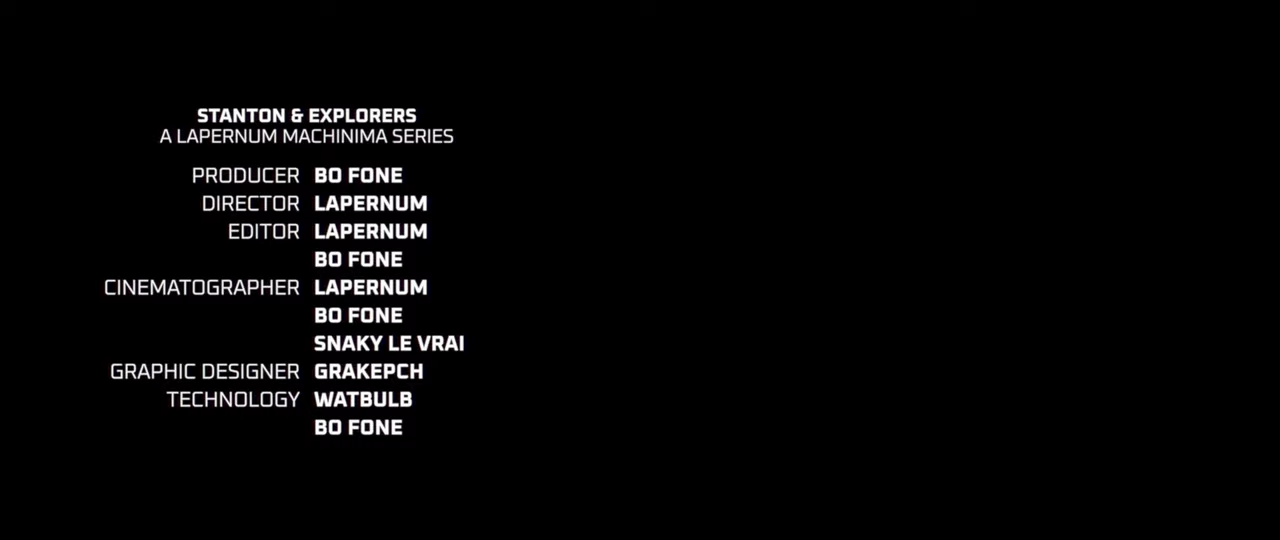 STANTON & EXPLORERS
A LAPERNUM MACHINIMA SERIES
PRODUCER BO FONE
DIRECTOR LAPERNUM
EDITOR LAPERNUM
BO FONE
CINEMATOGRAPHER LAPERNUM
BO FONE
SNAKY LE VRAI
GRAPHIC DESIGNER GRAKEPCH
TECHNOLOGY WATBULB
BO FONE